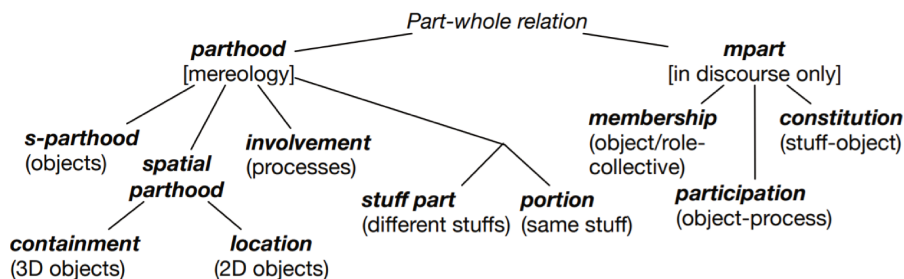 Part-whole relation
parthood
[mereology]
mpart
[in discourse only]
s-parthood
(objects)
spatial
parthood
involvement
(processes)
stuff part
(different stuffs)
portion
(same stuff)
membership
(object/role-
collective)
participation
(object-process)
constitution
(stuff-object)
containment
(3D objects)
location
(2D objects)